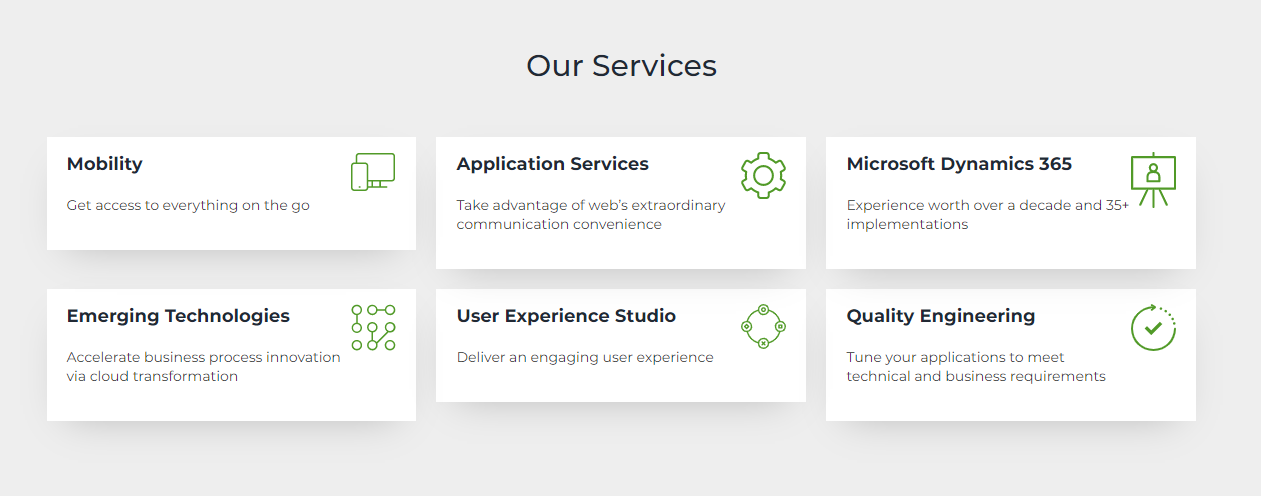 Our Services
Mobility
Get access to everything on the go
Application Services
Take advantage of web's extraordinary
communication convenience
Microsoft Dynamics 365
Experience worth over a decade and 35+
implementations
Emerging Technologies
Accelerate business process innovation
via cloud transformation
User Experience Studio
Deliver an engaging user experience
Quality Engineering
Tune your applications to meet
technical and business requirements